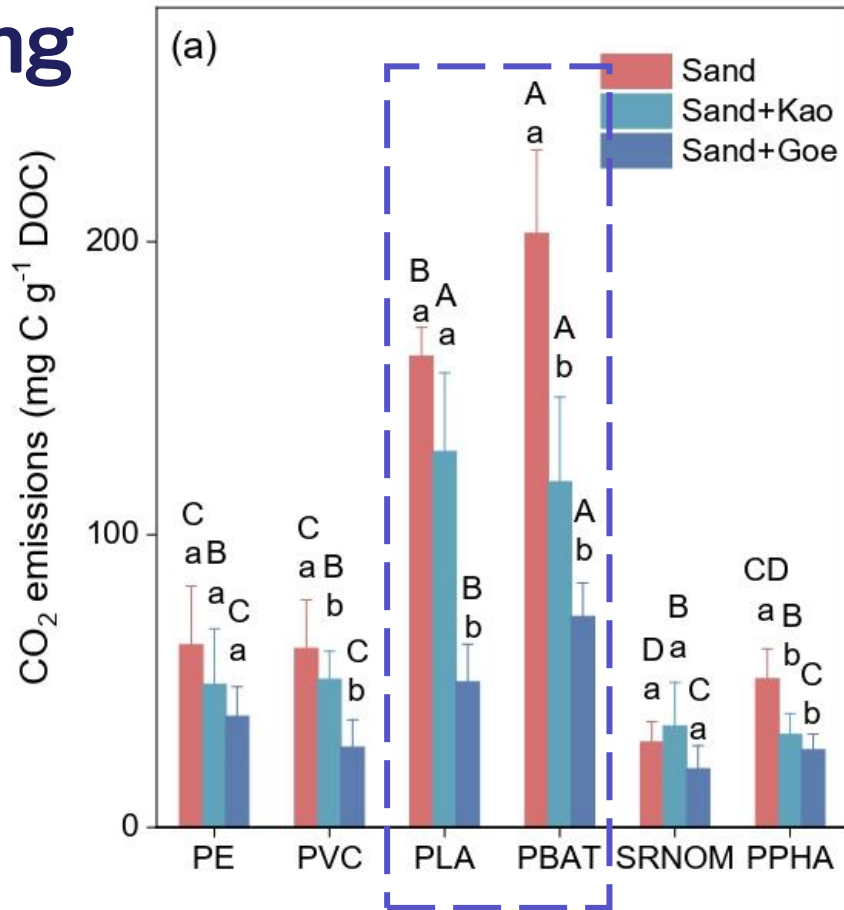 ng
(a)
Sand
Sand+Kao
Sand+Goe
CO₂ emissions (mg C g⁻¹ DOC)
200
100
0
C
a
B
a
C
a
C
a
B
b
C
b
B
a
A
a
B
b
A
a
A
b
A
b
D
a
B
a
C
a
CD
a
B
b
C
b
PE PVC PLA PBAT SRNOM PPHA